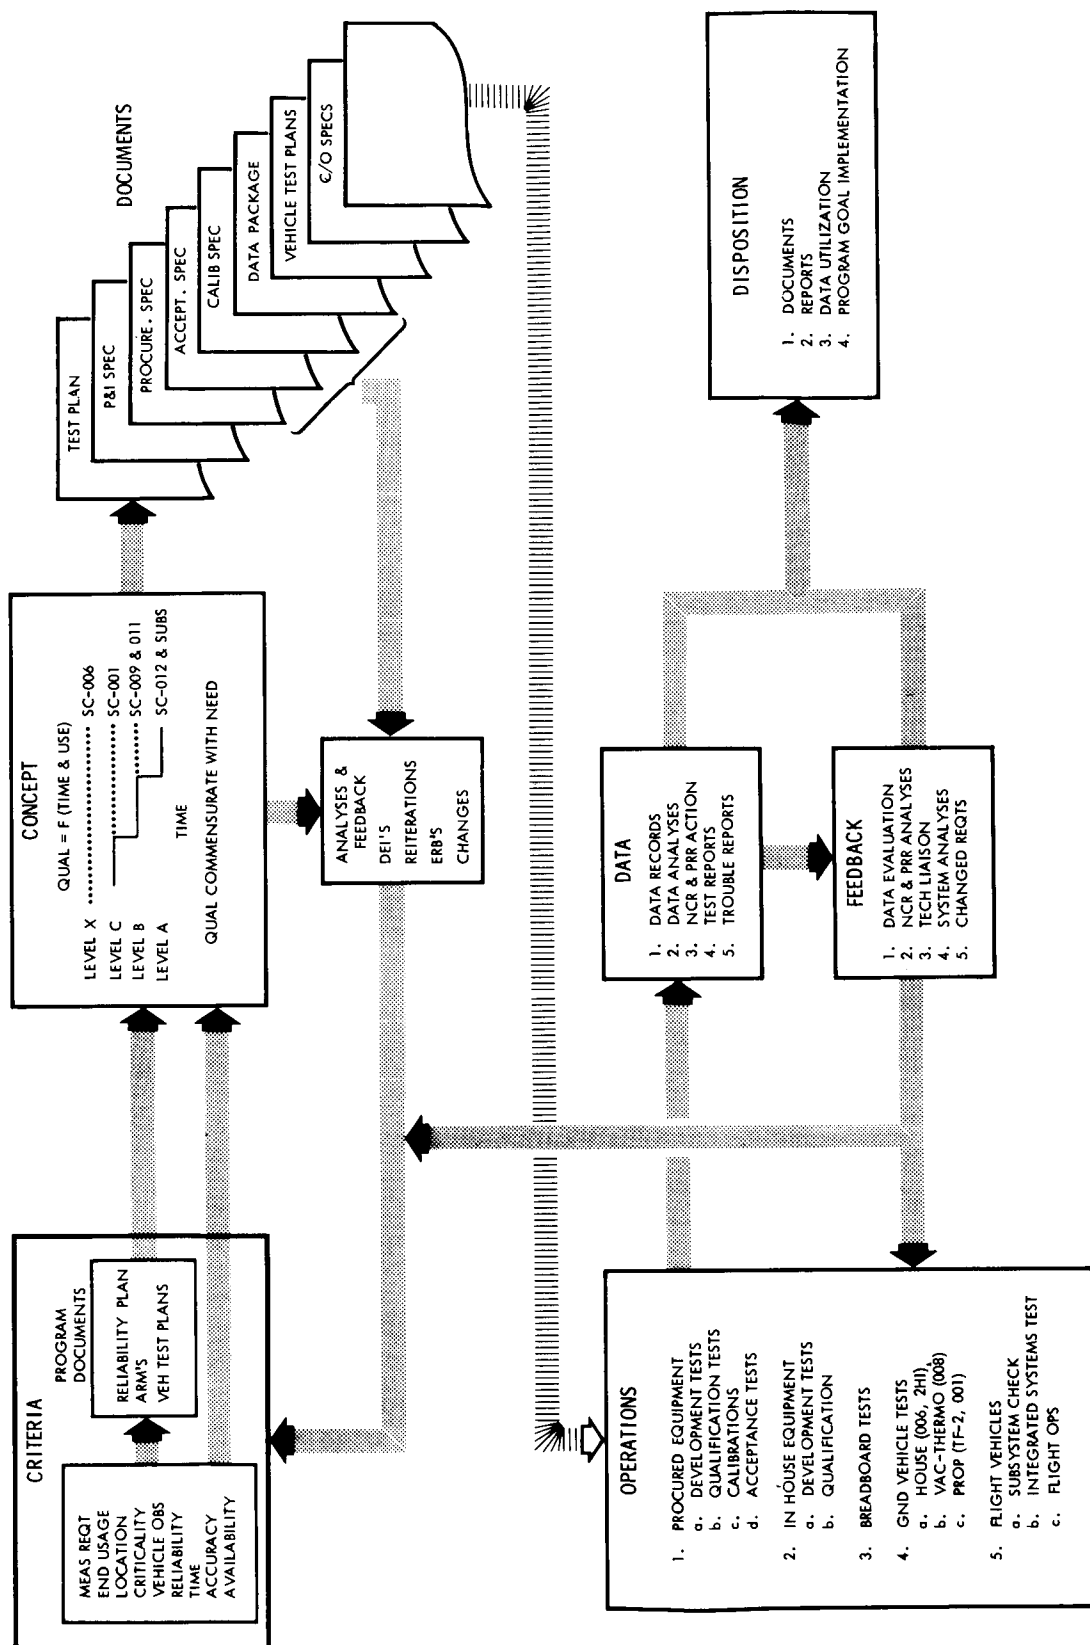 CRITERIA
PROGRAM
DOCUMENTS
MEAS REQT
END USAGE
LOCATION
CRITICALITY
VEHICLE OBS
RELIABILITY
TIME
ACCURACY
AVAILABILITY
RELIABILITY PLAN
ARM'S
VEH TEST PLANS
CONCEPT
QUAL = F (TIME & USE)
LEVEL X SC-006
LEVEL C SC-001
LEVEL B SC-009 & 011
LEVEL A SC-012 & SUBS
TIME
QUAL COMMENSURATE WITH NEED
DOCUMENTS
TEST PLAN
P&I SPEC
PROCURE. SPEC
ACCEPT. SPEC
CALIB SPEC
DATA PACKAGE
VEHICLE TEST PLANS
C/O SPECS
ANALYSES &
FEEDBACK
DEI'S
REITERATIONS
ERB'S
CHANGES
OPERATIONS
1. PROCURED EQUIPMENT
a. DEVELOPMENT TESTS
b. QUALIFICATION TESTS
c. CALIBRATIONS
d. ACCEPTANCE TESTS
2. IN HOUSE EQUIPMENT
a. DEVELOPMENT TESTS
b. QUALIFICATION
3. BREADBOARD TESTS
4. GND VEHICLE TESTS
a. HOUSE (006, 2HI)
b. VAC-THERMO (008)
c. PROP (TF-2, 001)
5. FLIGHT VEHICLES
a. SUBSYSTEM CHECK
b. INTEGRATED SYSTEMS TEST
c. FLIGHT OPS
DATA
1. DATA RECORDS
2. DATA ANALYSES
3. NCR & PRR ACTION
4. TEST REPORTS
5. TROUBLE REPORTS
FEEDBACK
1. DATA EVALUATION
2. NCR & PRR ANALYSES
3. TECH LIAISON
4. SYSTEM ANALYSES
5. CHANGED REQTS
DISPOSITION
1. DOCUMENTS
2. REPORTS
3. DATA UTILIZATION
4. PROGRAM GOAL IMPLEMENTATION